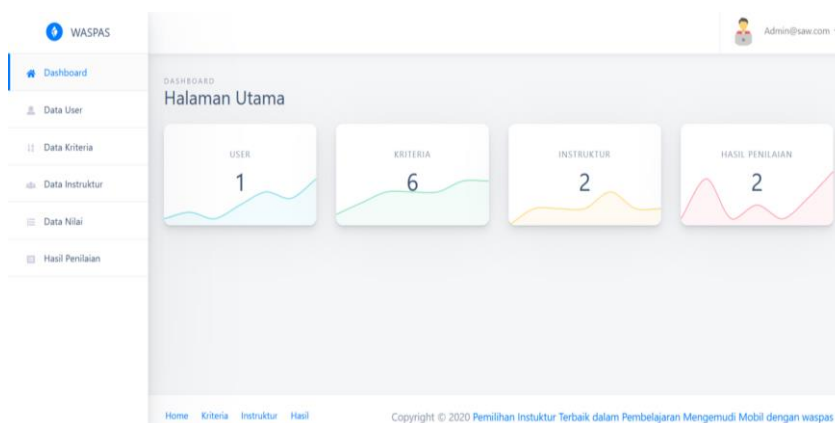 WASPAS
Admin@saw.com
Dashboard
Data User
Data Kriteria
Data Instruktur
Data Nilai
Hasil Penilaian
DASHBOARD
Halaman Utama
USER
1
KRITERIA
6
INSTRUKTUR
2
HASIL PENILAIAN
2
Home Kriteria Instruktur Hasil
Copyright © 2020 Pemilihan Instuktur Terbaik dalam Pembelajaran Mengemudi Mobil dengan waspas